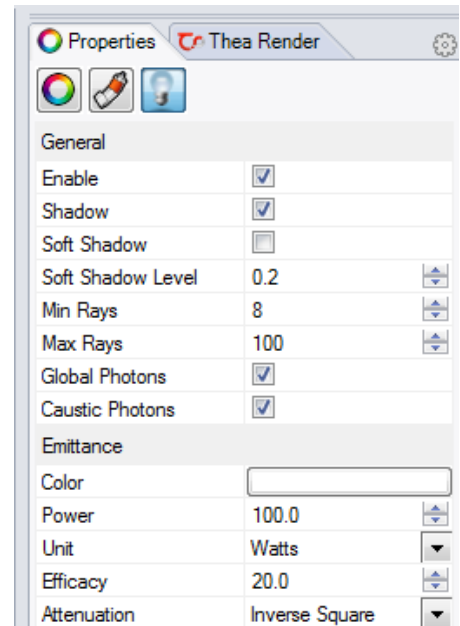 Properties Thea Render
General
Enable
Shadow
Soft Shadow
Soft Shadow Level 0.2
Min Rays 8
Max Rays 100
Global Photons
Caustic Photons
Emittance
Color
Power 100.0
Unit Watts
Efficacy 20.0
Attenuation Inverse Square